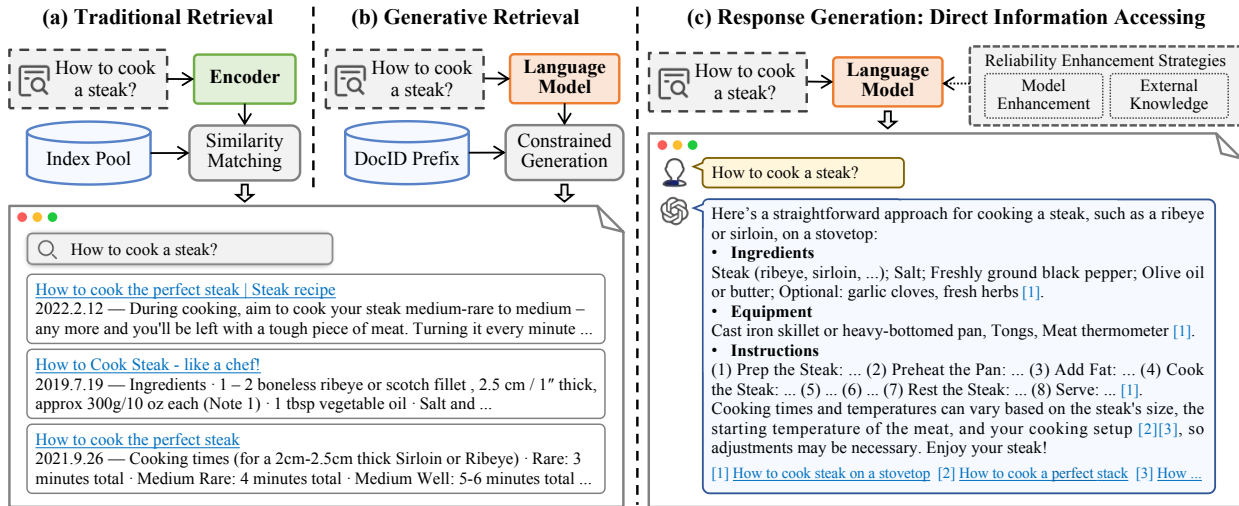 (a) Traditional Retrieval
How to cook
a steak?
Encoder
Index Pool
Similarity
Matching
(b) Generative Retrieval
How to cook
a steak?
Language
Model
DocID Prefix
Constrained
Generation
How to cook a steak?
How to cook the perfect steak | Steak recipe
2022.2.12 — During cooking, aim to cook your steak medium-rare to medium –
any more and you'll be left with a tough piece of meat. Turning it every minute ...
How to Cook Steak - like a chef!
2019.7.19 — Ingredients · 1 – 2 boneless ribeye or scotch fillet , 2.5 cm / 1″ thick,
approx 300g/10 oz each (Note 1) · 1 tbsp vegetable oil · Salt and ...
How to cook the perfect steak
2021.9.26 — Cooking times (for a 2cm-2.5cm thick Sirloin or Ribeye) · Rare: 3
minutes total · Medium Rare: 4 minutes total · Medium Well: 5-6 minutes total ...
(c) Response Generation: Direct Information Accessing
How to cook
a steak?
Language
Model
Reliability Enhancement Strategies
Model
Enhancement
External
Knowledge
How to cook a steak?
Here's a straightforward approach for cooking a steak, such as a ribeye
or sirloin, on a stovetop:
• Ingredients
Steak (ribeye, sirloin, ...); Salt; Freshly ground black pepper; Olive oil
or butter; Optional: garlic cloves, fresh herbs [1].
• Equipment
Cast iron skillet or heavy-bottomed pan, Tongs, Meat thermometer [1].
• Instructions
(1) Prep the Steak: ... (2) Preheat the Pan: ... (3) Add Fat: ... (4) Cook
the Steak: ... (5) ... (6) ... (7) Rest the Steak: ... (8) Serve: ... [1].
Cooking times and temperatures can vary based on the steak's size, the
starting temperature of the meat, and your cooking setup [2][3], so
adjustments may be necessary. Enjoy your steak!
[1] How to cook steak on a stovetop [2] How to cook a perfect stack [3] How ...